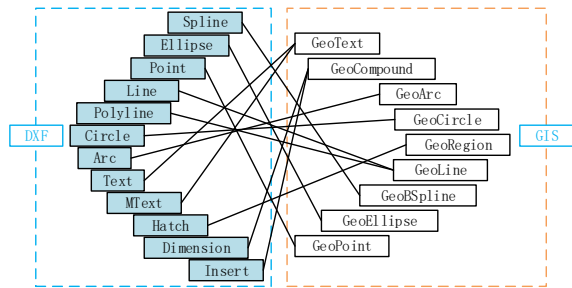 Spline
Ellipse
Point
Line
Polyline
DXF
Circle
Arc
Text
MText
Hatch
Dimension
Insert
GeoText
GeoCompound
GeoArc
GeoCircle
GeoRegion
GIS
GeoLine
GeoBSpline
GeoEllipse
GeoPoint